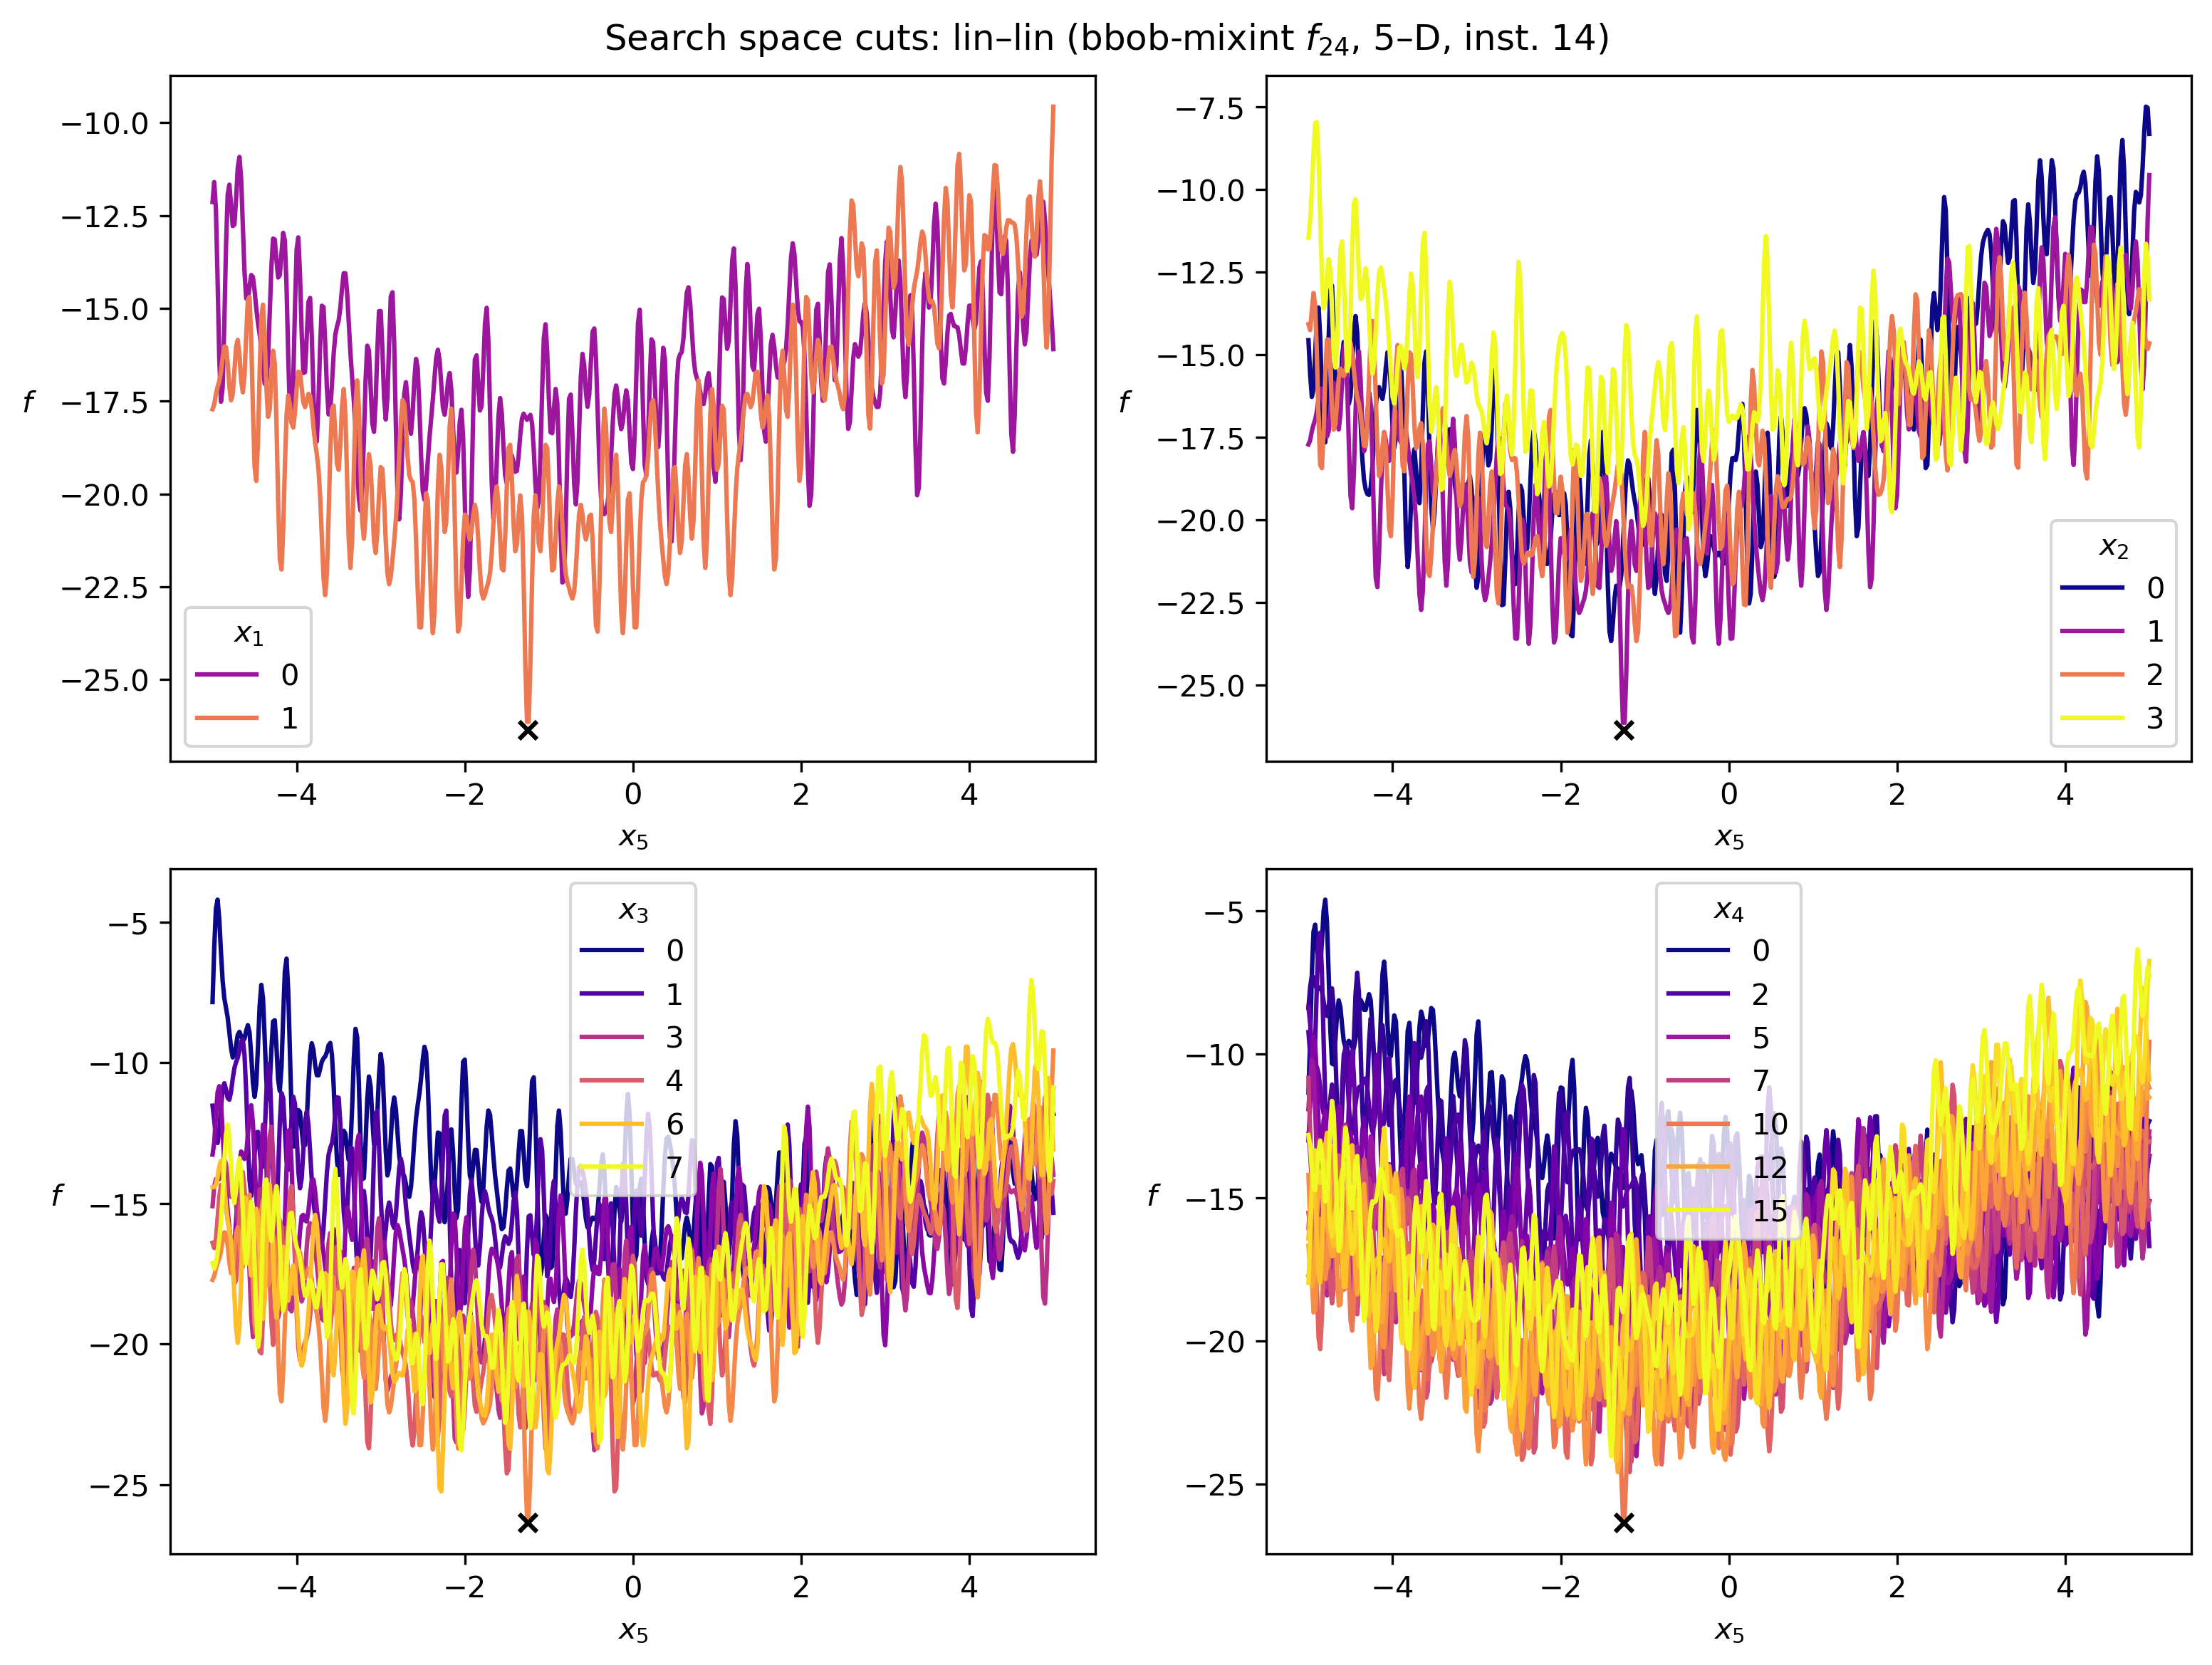 Search space cuts: lin–lin (bbob-mixint f24, 5–D, inst. 14)
−10.0
−12.5
−15.0
f −17.5
−20.0
−22.5
−25.0
x1
0
1
−4 −2 0 2 4
x5
−7.5
−10.0
−12.5
−15.0
f
−17.5
−20.0
−22.5
−25.0
x2
0
1
2
3
−4 −2 0 2 4
x5
−5
−10
f −15
−20
−25
x3
0
1
3
4
6
7
−4 −2 0 2 4
x5
−5
−10
f −15
−20
−25
x4
0
2
5
7
10
12
15
−4 −2 0 2 4
x5